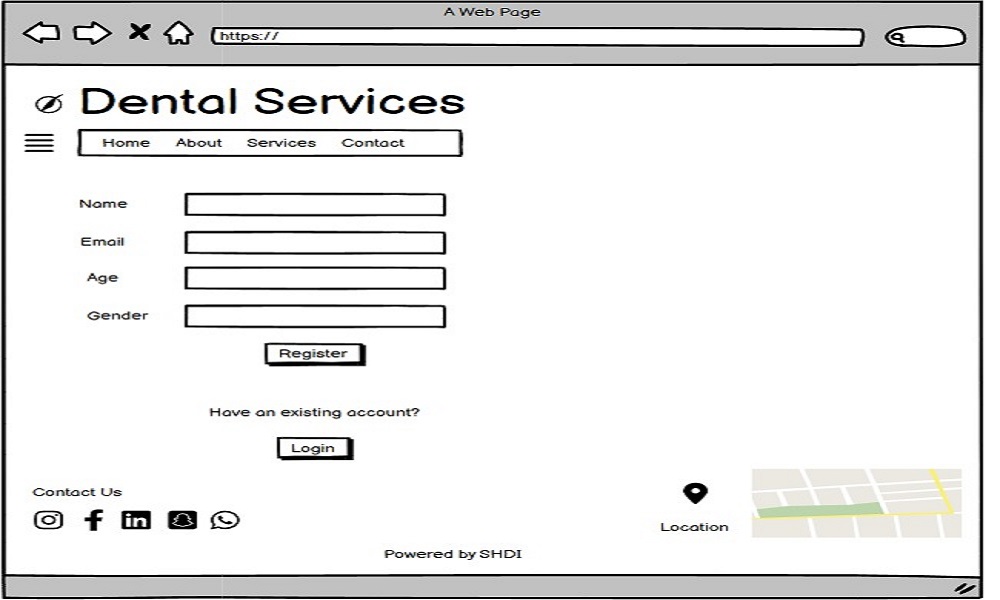 A Web Page
https://
Dental Services
Home About Services Contact
Name
Email
Age
Gender
Register
Have an existing account?
Login
Contact Us
Location
Powered by SHDI